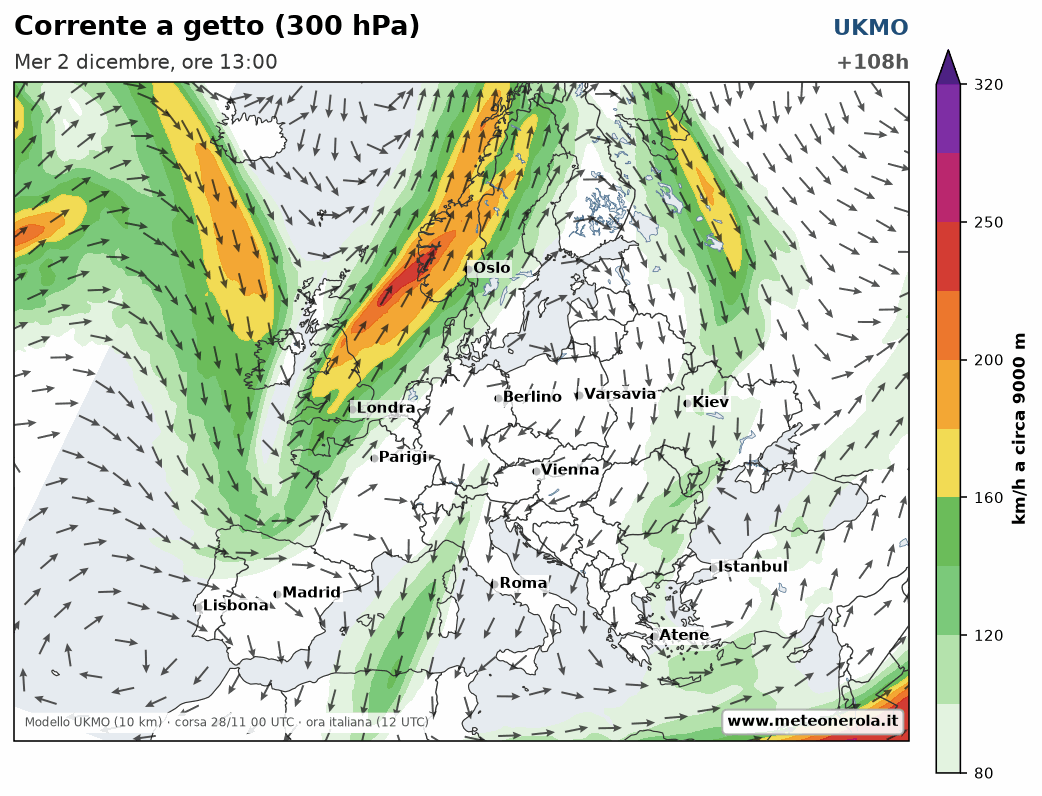 Corrente a getto (300 hPa)
UKMO
Mer 2 dicembre, ore 13:00
+108h
320
250
200
160
120
80
km/h a circa 9000 m
Oslo
Berlino
Varsavia
Kiev
Londra
Parigi
Vienna
Istanbul
Roma
Madrid
Lisbona
Atene
Modello UKMO (10 km) · corsa 28/11 00 UTC · ora italiana (12 UTC)
www.meteonerola.it